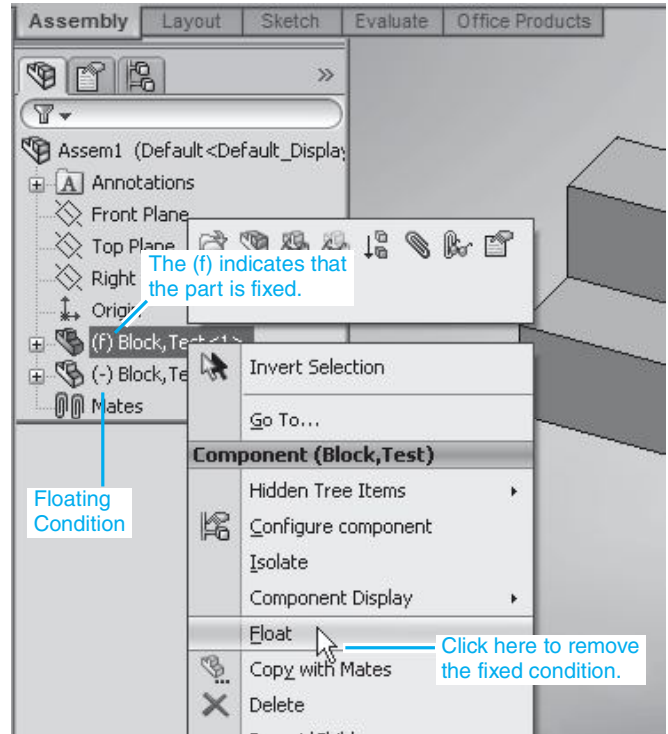 Assembly Layout Sketch Evaluate Office Products
»
Assem1 (Default<Default_Display
A Annotations
Front Plane
Top Plane
The (f) indicates that
the part is fixed.
Right
Origin
(f) Block,Test<1>
(-) Block,Te
Mates
Invert Selection
Go To...
Component (Block,Test)
Hidden Tree Items
Floating
Condition
Configure component
Isolate
Component Display
Float
Click here to remove
the fixed condition.
Copy with Mates
Delete